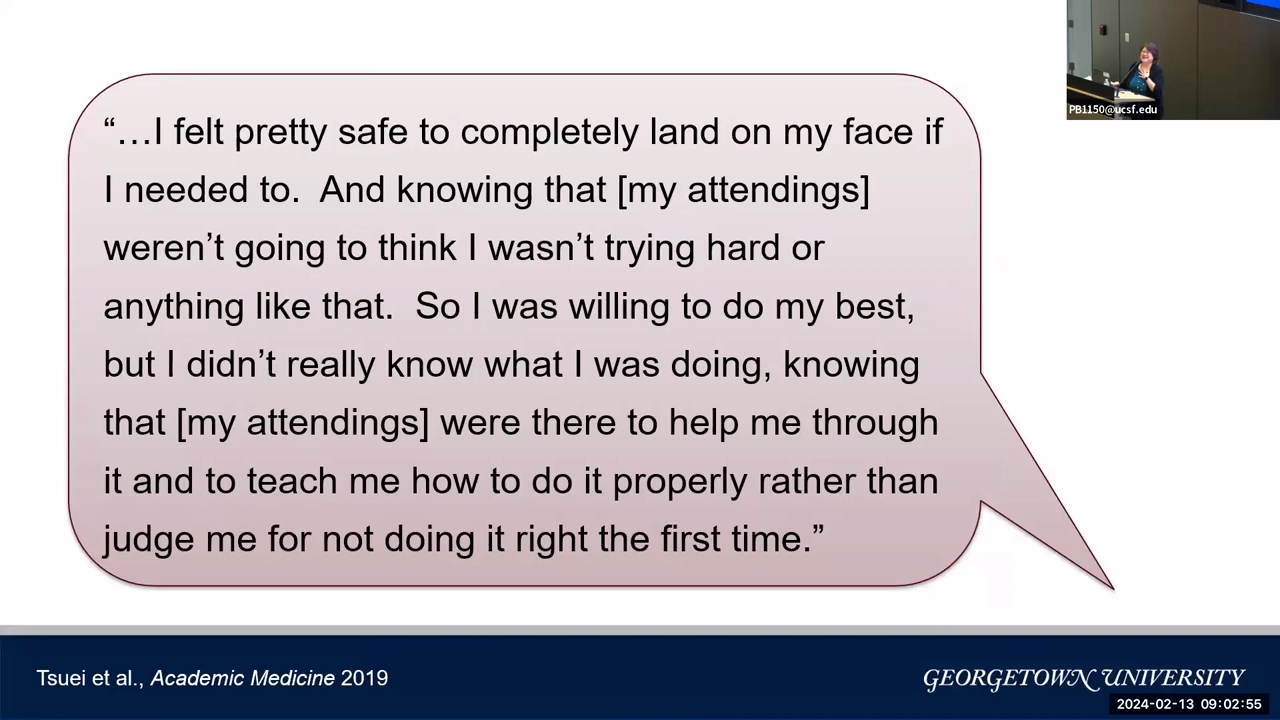 PB1150@ucsf.edu
“…I felt pretty safe to completely land on my face if
I needed to.  And knowing that [my attendings]
weren’t going to think I wasn’t trying hard or
anything like that.  So I was willing to do my best,
but I didn’t really know what I was doing, knowing
that [my attendings] were there to help me through
it and to teach me how to do it properly rather than
judge me for not doing it right the first time.”
Tsuei et al., Academic Medicine 2019
GEORGETOWN UNIVERSITY
2024-02-13 09:02:55